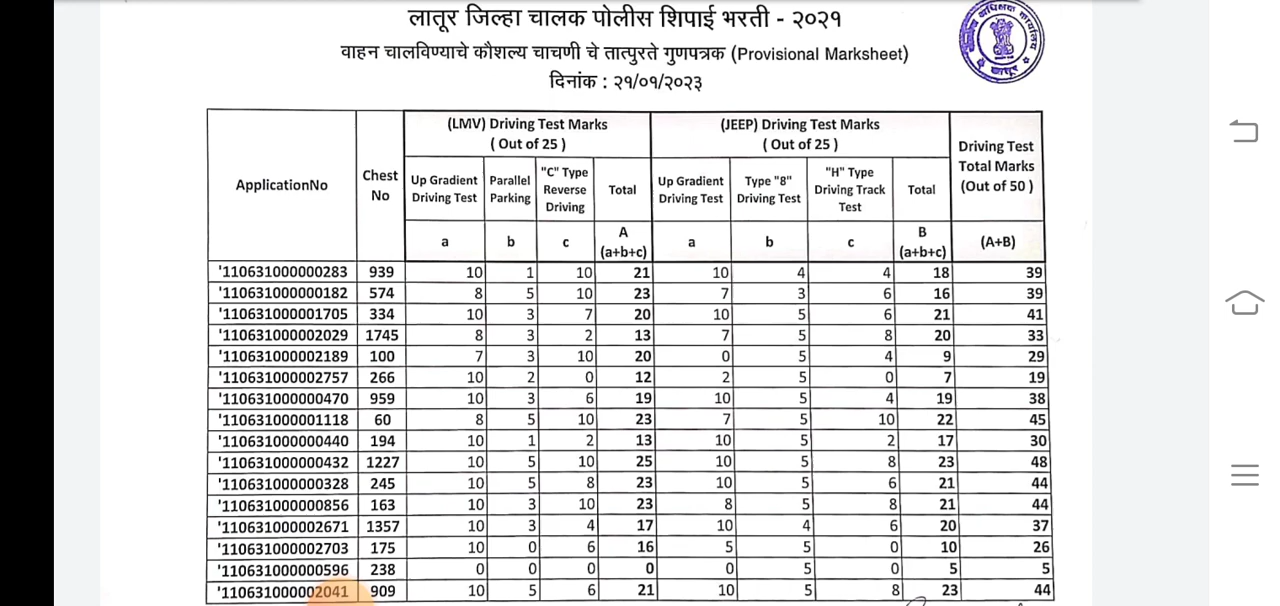 लातूर जिल्हा चालक पोलीस शिपाई भरती - २०२१
वाहन चालविण्याचे कौशल्य चाचणी चे तात्पुरते गुणपत्रक (Provisional Marksheet)
दिनांक : २१/०१/२०२३
ApplicationNo Chest No (LMV) Driving Test Marks ( Out of 25 ) (JEEP) Driving Test Marks ( Out of 25 ) Driving Test Total Marks (Out of 50 )
Up Gradient Driving Test Parallel Parking "C" Type Reverse Driving Total Up Gradient Driving Test Type "8" Driving Test "H" Type Driving Track Test Total
a b c A (a+b+c) a b c B (a+b+c) (A+B)
'110631000000283 939 10 1 10 21 10 4 4 18 39
'110631000000182 574 8 5 10 23 7 3 6 16 39
'110631000001705 334 10 3 7 20 10 5 6 21 41
'110631000002029 1745 8 3 2 13 7 5 8 20 33
'110631000002189 100 7 3 10 20 0 5 4 9 29
'110631000002757 266 10 2 0 12 2 5 0 7 19
'110631000000470 959 10 3 6 19 10 5 4 19 38
'110631000001118 60 8 5 10 23 7 5 10 22 45
'110631000000440 194 10 1 2 13 10 5 2 17 30
'110631000000432 1227 10 5 10 25 10 5 8 23 48
'110631000000328 245 10 5 8 23 10 5 6 21 44
'110631000000856 163 10 3 10 23 8 5 8 21 44
'110631000002671 1357 10 3 4 17 10 4 6 20 37
'110631000002703 175 10 0 6 16 5 5 0 10 26
'110631000000596 238 0 0 0 0 0 5 0 5 5
'110631000002041 909 10 5 6 21 10 5 8 23 44